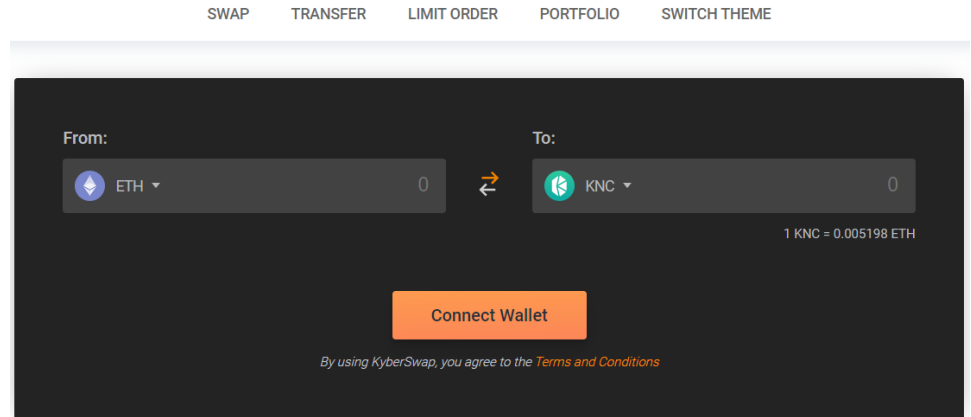 SWAP TRANSFER LIMIT ORDER PORTFOLIO SWITCH THEME
From: To:
ETH 0 KNC 0
1 KNC = 0.005198 ETH
Connect Wallet
By using KyberSwap, you agree to the Terms and Conditions